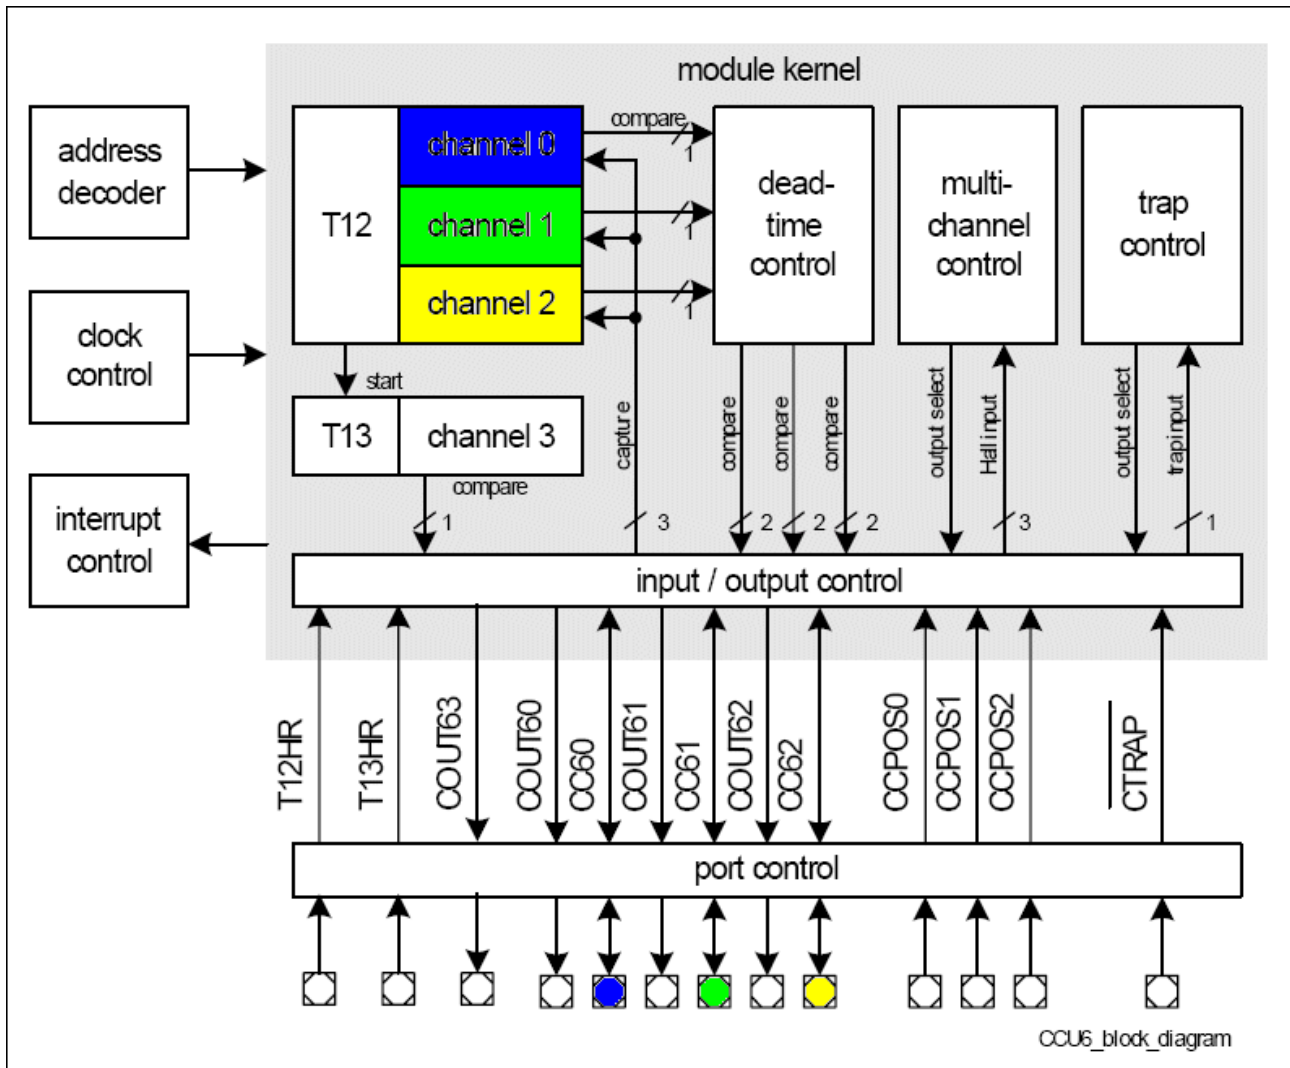 module kernel
address
decoder
clock
control
interrupt
control
T12
channel 0
channel 1
channel 2
compare
1
1
1
dead-
time
control
multi-
channel
control
trap
control
start
T13
channel 3
compare
1
capture
3
compare
2
compare
2
compare
2
output select
Hall input
3
output select
trap input
1
input / output control
T12HR
T13HR
COUT63
COUT60
CC60
COUT61
CC61
COUT62
CC62
CCPOS0
CCPOS1
CCPOS2
CTRAP
port control
CCU6_block_diagram